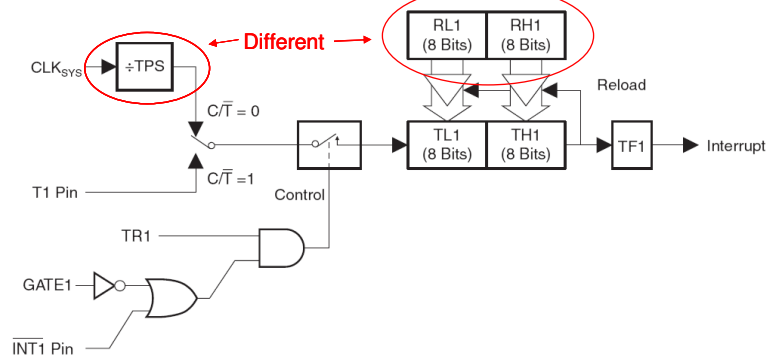 RL1
(8 Bits)
RH1
(8 Bits)
Different
CLKSYS
÷TPS
Reload
C/T̅ = 0
TL1
(8 Bits)
TH1
(8 Bits)
TF1
Interrupt
C/T̅ =1
T1 Pin
Control
TR1
GATE1
I̅N̅T̅1̅ Pin